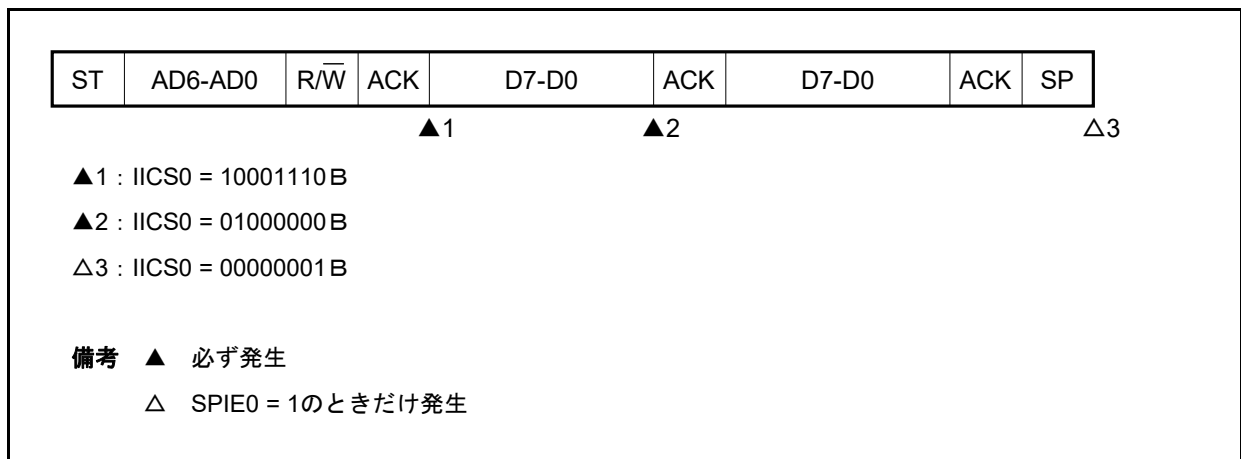 ST AD6-AD0 R/W̅ ACK D7-D0 ACK D7-D0 ACK SP
▲1 ▲2 △3
▲1：IICS0 = 10001110B
▲2：IICS0 = 01000000B
△3：IICS0 = 00000001B
備考 ▲ 必ず発生
△ SPIE0 = 1のときだけ発生